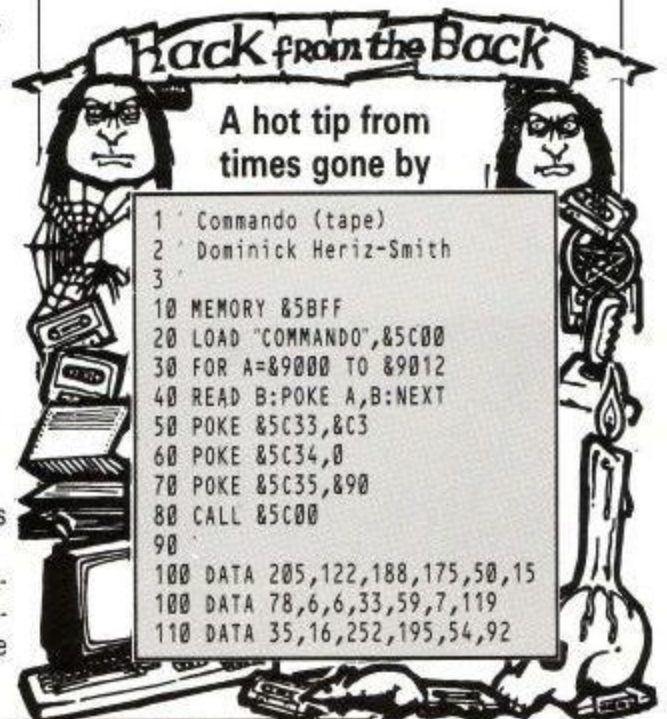 Hack from the Back
A hot tip from
times gone by
1 ' Commando (tape)
2 ' Dominick Heriz-Smith
3 '
10 MEMORY &5BFF
20 LOAD "COMMANDO",&5C00
30 FOR A=&9000 TO &9012
40 READ B:POKE A,B:NEXT
50 POKE &5C33,&C3
60 POKE &5C34,0
70 POKE &5C35,&90
80 CALL &5C00
90 '
100 DATA 205,122,188,175,50,15
100 DATA 78,6,6,33,59,7,119
110 DATA 35,16,252,195,54,92